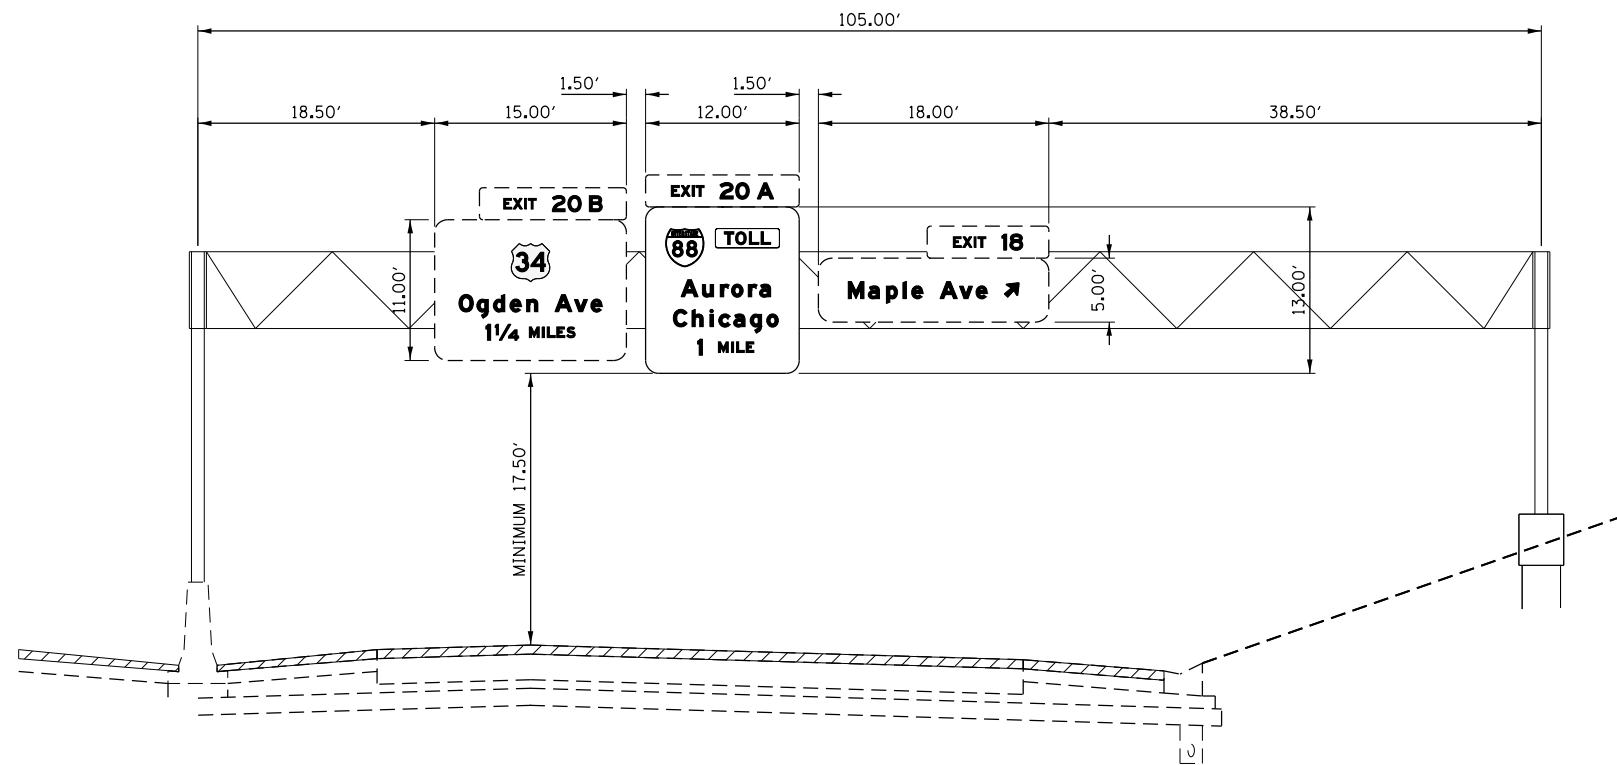 105.00'
1.50'
1.50'
18.50'
15.00'
12.00'
18.00'
38.50'
EXIT 20 B
EXIT 20 A
EXIT 18
34
Ogden Ave
1 1/4 MILES
88
TOLL
Aurora
Chicago
1 MILE
Maple Ave ↗
11.00'
5.00'
13.00'
MINIMUM 17.50'